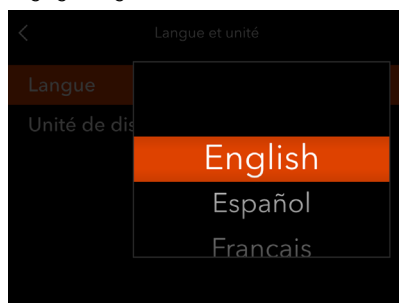 Langue et unité
Langue
Unité de dis
English
Español
Francais